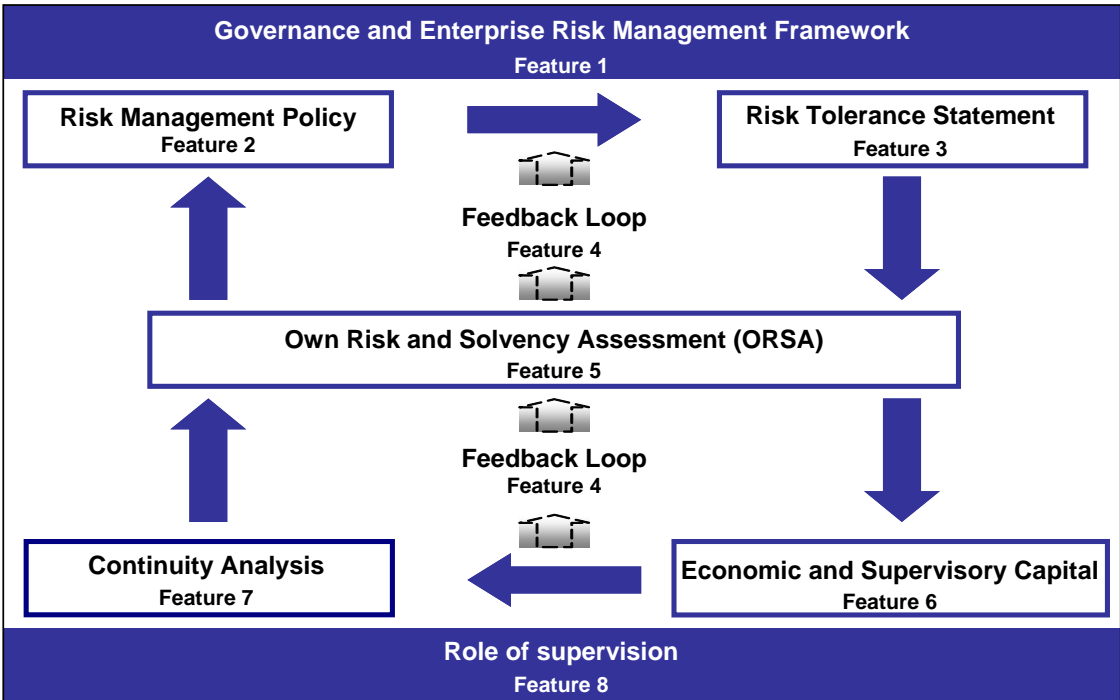 Governance and Enterprise Risk Management Framework
Feature 1
Risk Management Policy
Feature 2
Risk Tolerance Statement
Feature 3
Feedback Loop
Feature 4
Own Risk and Solvency Assessment (ORSA)
Feature 5
Feedback Loop
Feature 4
Continuity Analysis
Feature 7
Economic and Supervisory Capital
Feature 6
Role of supervision
Feature 8